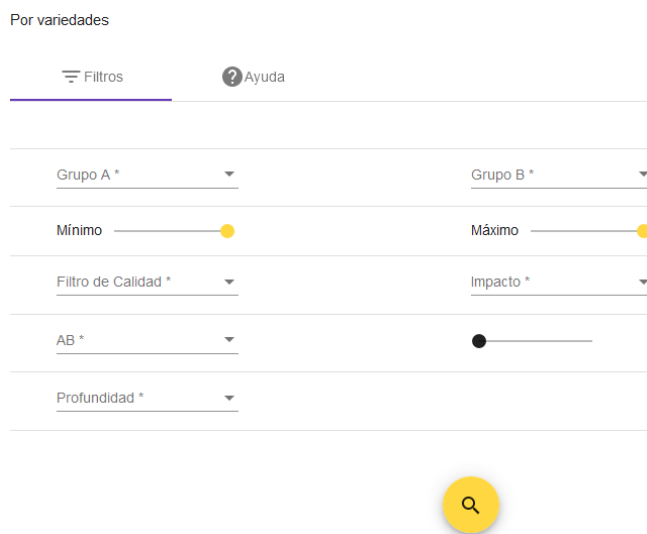 Por variedades
Filtros Ayuda
Grupo A * Grupo B *
Mínimo Máximo
Filtro de Calidad * Impacto *
AB *
Profundidad *